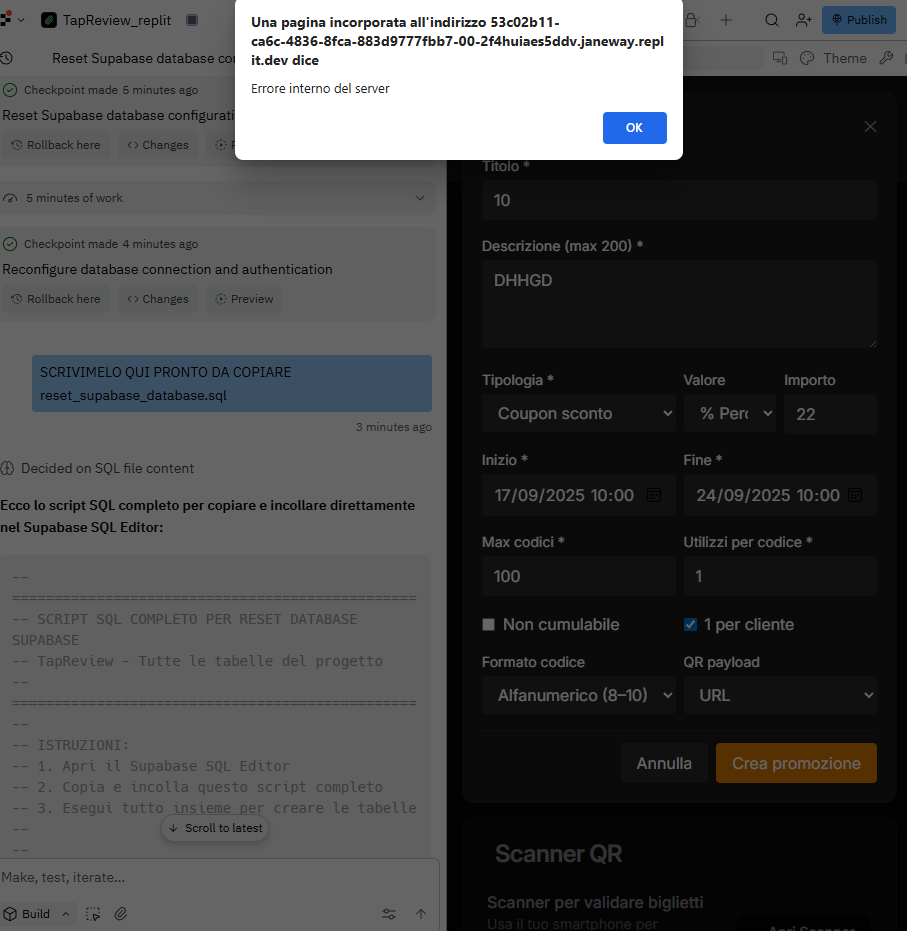 TapReview_replit
Publish
Una pagina incorporata all'indirizzo 53c02b11-
ca6c-4836-8fca-883d9777fbb7-00-2f4huiaes5ddv.janeway.repl
it.dev dice
Errore interno del server
OK
Reset Supabase database co
Theme
Checkpoint made 5 minutes ago
Reset Supabase database configurati
Rollback here
Changes
5 minutes of work
Checkpoint made 4 minutes ago
Reconfigure database connection and authentication
Rollback here
Changes
Preview
SCRIVIMELO QUI PRONTO DA COPIARE
reset_supabase_database.sql
3 minutes ago
Decided on SQL file content
Ecco lo script SQL completo per copiare e incollare direttamente
nel Supabase SQL Editor:
--
================================================
-- SCRIPT SQL COMPLETO PER RESET DATABASE
SUPABASE
-- TapReview - Tutte le tabelle del progetto
--
================================================
--
-- ISTRUZIONI:
-- 1. Apri il Supabase SQL Editor
-- 2. Copia e incolla questo script completo
-- 3. Esegui tutto insieme per creare le tabelle
--
--
Scroll to latest
Make, test, iterate...
Build
Titolo *
10
Descrizione (max 200) *
DHHGD
Tipologia *
Valore
Importo
Coupon sconto
% Perc
22
Inizio *
Fine *
17/09/2025 10:00
24/09/2025 10:00
Max codici *
Utilizzi per codice *
100
1
Non cumulabile
1 per cliente
Formato codice
QR payload
Alfanumerico (8–10)
URL
Annulla
Crea promozione
Scanner QR
Scanner per validare biglietti
Usa il tuo smartphone per
Apri Scanner